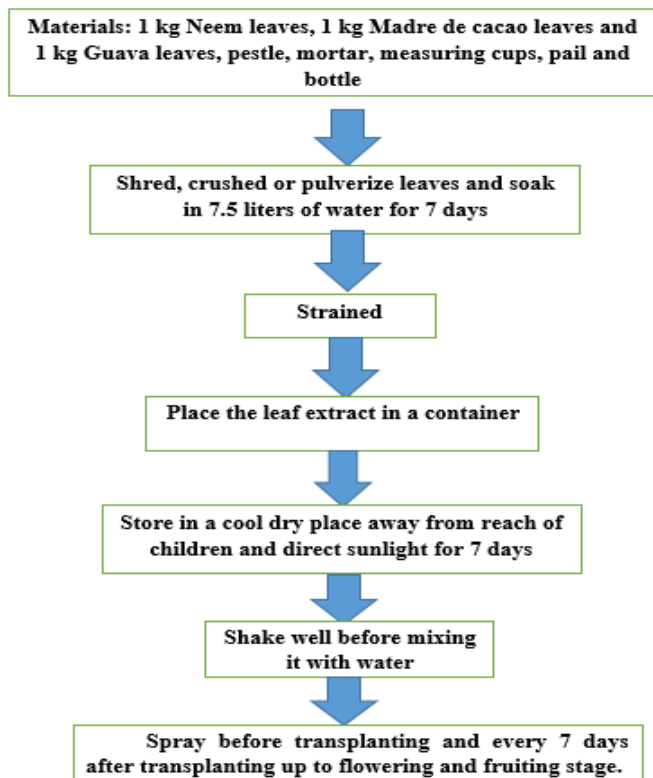 Materials: 1 kg Neem leaves, 1 kg Madre de cacao leaves and
1 kg Guava leaves, pestle, mortar, measuring cups, pail and
bottle
Shred, crushed or pulverize leaves and soak
in 7.5 liters of water for 7 days
Strained
Place the leaf extract in a container
Store in a cool dry place away from reach of
children and direct sunlight for 7 days
Shake well before mixing
it with water
Spray before transplanting and every 7 days
after transplanting up to flowering and fruiting stage.